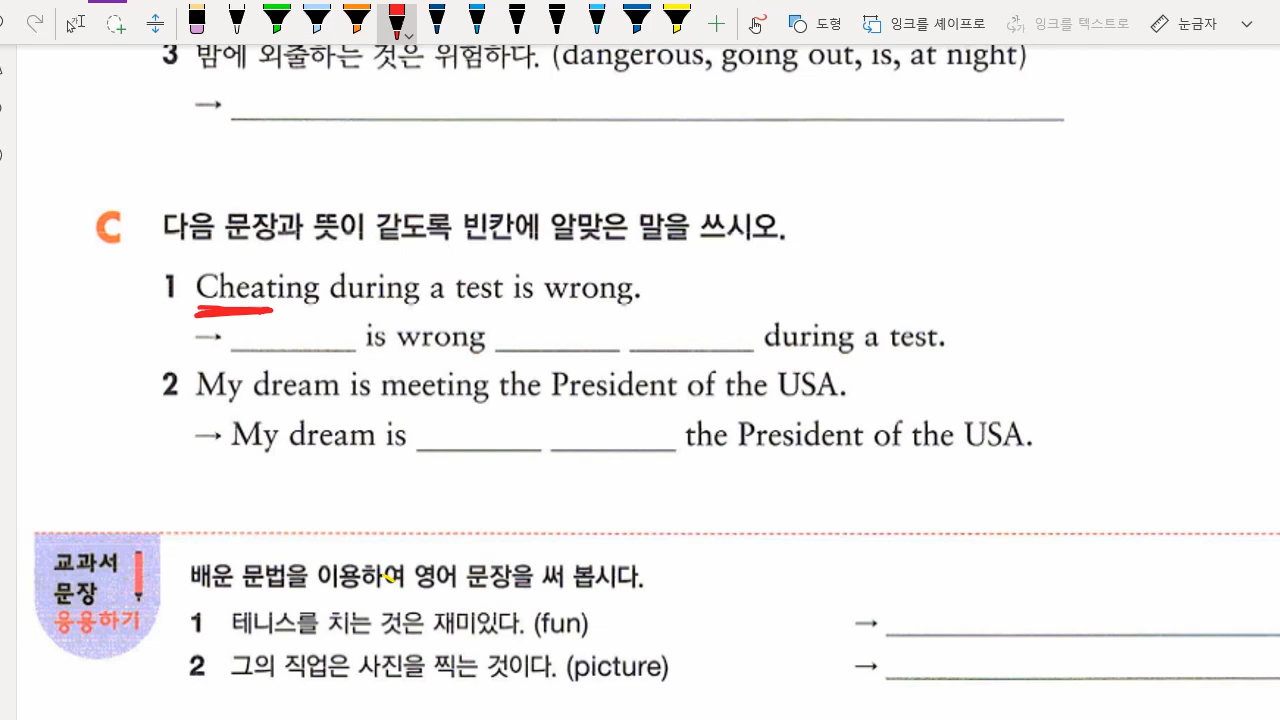 도형
잉크를 셰이프로
잉크를 텍스트로
눈금자
3 밤에 외출하는 것은 위험하다. (dangerous, going out, is, at night)
→
C 다음 문장과 뜻이 같도록 빈칸에 알맞은 말을 쓰시오.
1 Cheating during a test is wrong.
→ ________ is wrong ________ ________ during a test.
2 My dream is meeting the President of the USA.
→ My dream is ________ ________ the President of the USA.
교과서
문장
응용하기
배운 문법을 이용하여 영어 문장을 써 봅시다.
1 테니스를 치는 것은 재미있다. (fun) →
2 그의 직업은 사진을 찍는 것이다. (picture) →